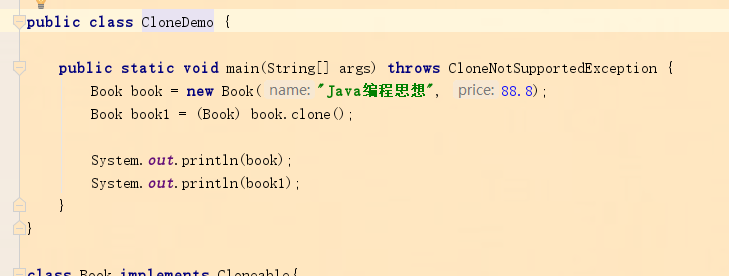 public class CloneDemo {
public static void main(String[] args) throws CloneNotSupportedException {
Book book = new Book( name: "Java编程思想", price: 88.8);
Book book1 = (Book) book.clone();
System.out.println(book);
System.out.println(book1);
}
}
class Book implements Cloneable{